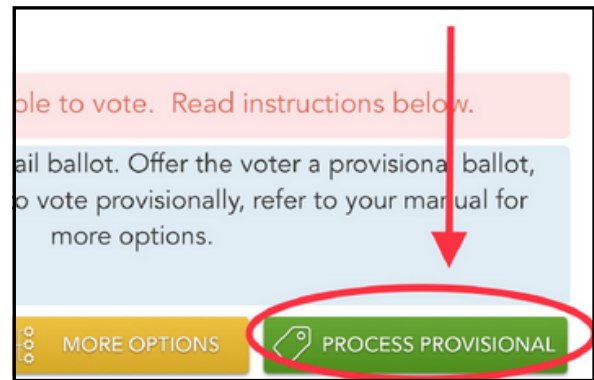 ble to vote. Read instructions below.
ail ballot. Offer the voter a provisional ballot,
o vote provisionally, refer to your manual for
more options.
MORE OPTIONS
PROCESS PROVISIONAL